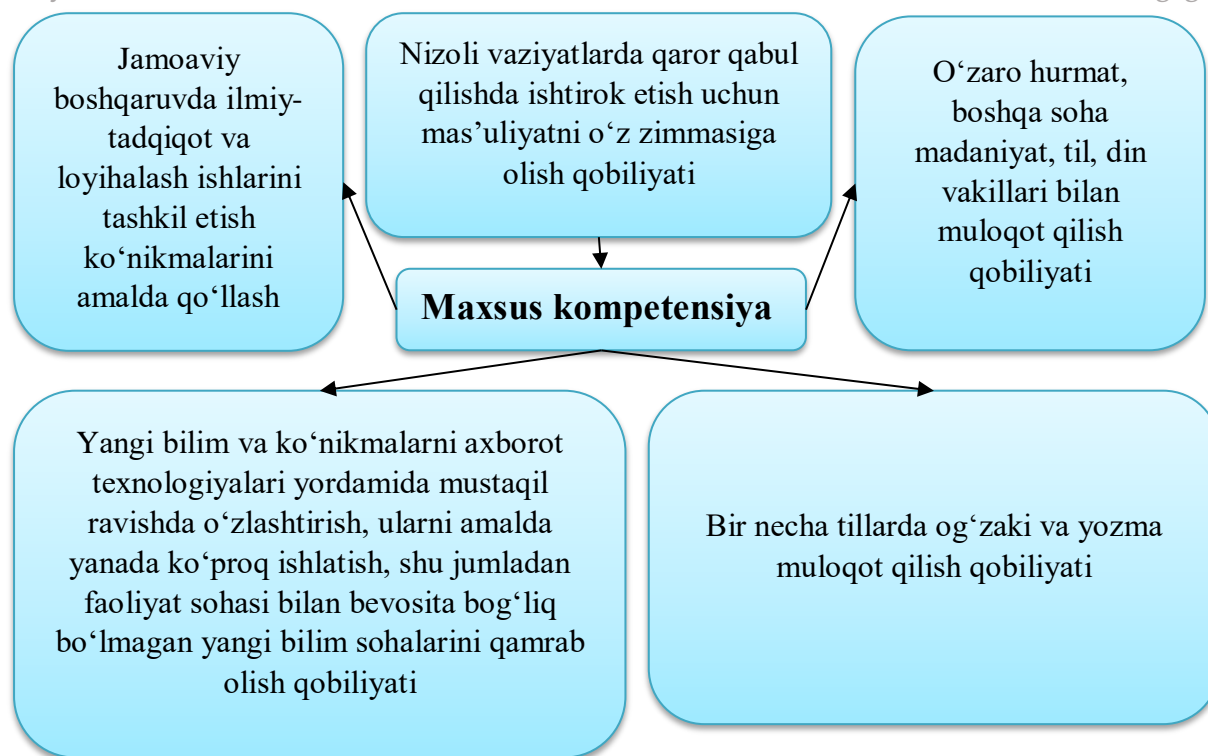 Jamoaviy
boshqaruvda ilmiy-
tadqiqot va
loyihalash ishlarini
tashkil etish
ko‘nikmalarini
amalda qo‘llash
Nizoli vaziyatlarda qaror qabul
qilishda ishtirok etish uchun
mas’uliyatni o‘z zimmasiga
olish qobiliyati
O‘zaro hurmat,
boshqa soha
madaniyat, til, din
vakillari bilan
muloqot qilish
qobiliyati
Maxsus kompetensiya
Yangi bilim va ko‘nikmalarni axborot
texnologiyalari yordamida mustaqil
ravishda o‘zlashtirish, ularni amalda
yanada ko‘proq ishlatish, shu jumladan
faoliyat sohasi bilan bevosita bog‘liq
bo‘lmagan yangi bilim sohalarini qamrab
olish qobiliyati
Bir necha tillarda og‘zaki va yozma
muloqot qilish qobiliyati